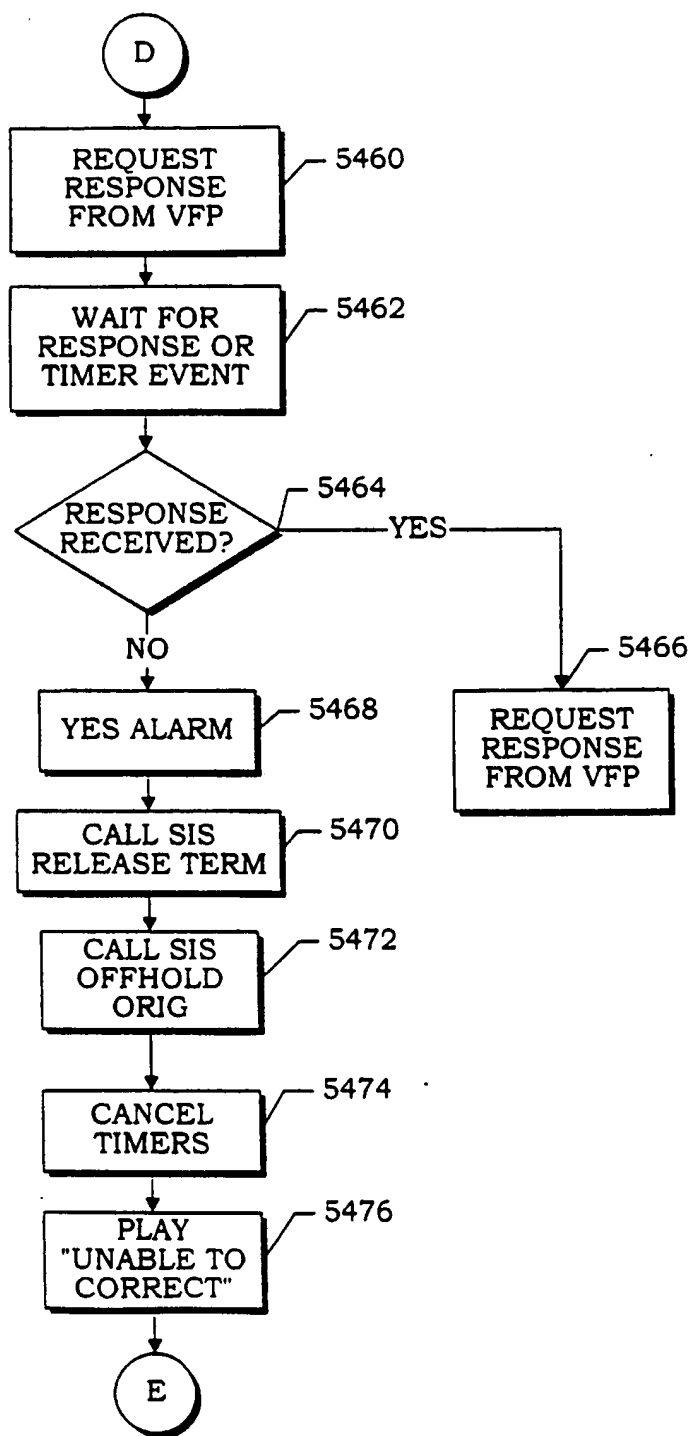 D
REQUEST
RESPONSE
FROM VFP
5460
WAIT FOR
RESPONSE OR
TIMER EVENT
5462
RESPONSE
RECEIVED?
5464
YES
NO
5466
REQUEST
RESPONSE
FROM VFP
YES ALARM
5468
CALL SIS
RELEASE TERM
5470
CALL SIS
OFFHOLD
ORIG
5472
CANCEL
TIMERS
5474
PLAY
"UNABLE TO
CORRECT"
5476
E